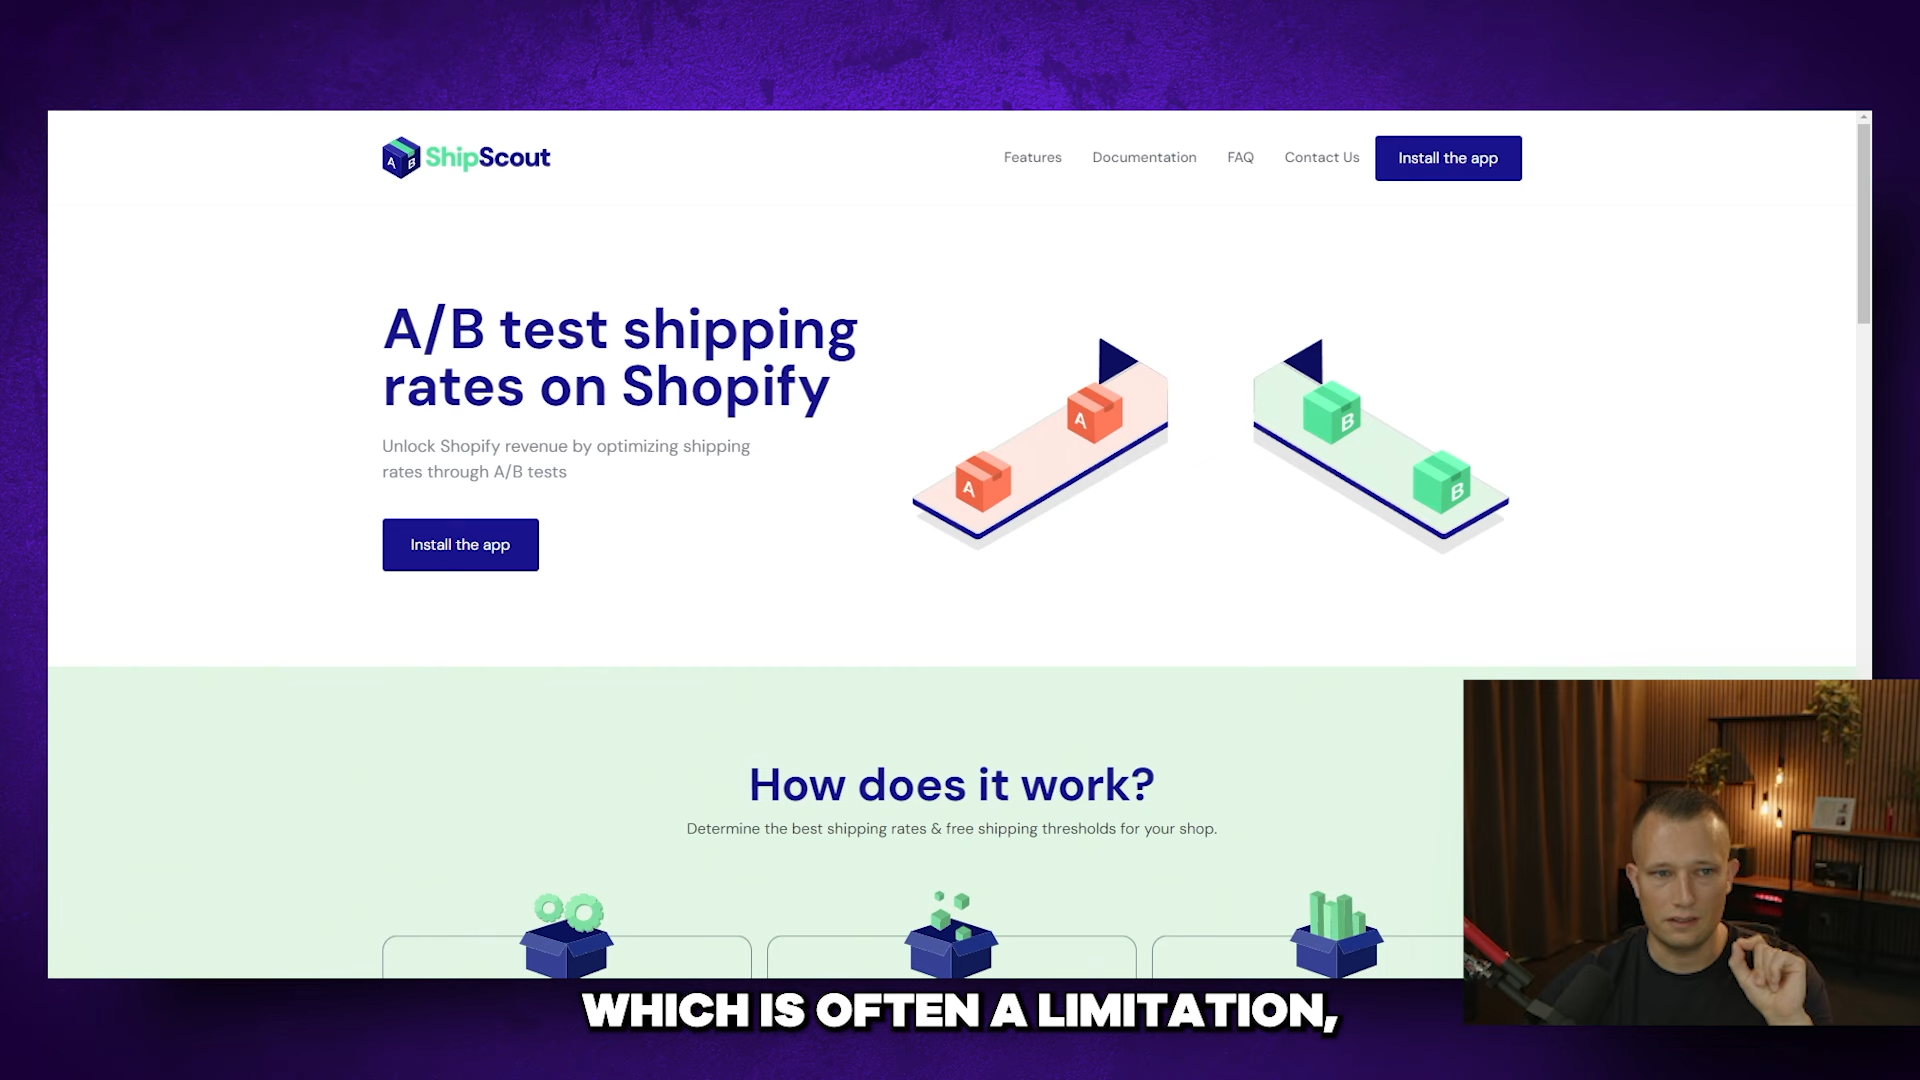 A B ShipScout
Features Documentation FAQ Contact Us Install the app
A/B test shipping
rates on Shopify
Unlock Shopify revenue by optimizing shipping
rates through A/B tests
Install the app
A A B B
How does it work?
Determine the best shipping rates & free shipping thresholds for your shop.
WHICH IS OFTEN A LIMITATION,